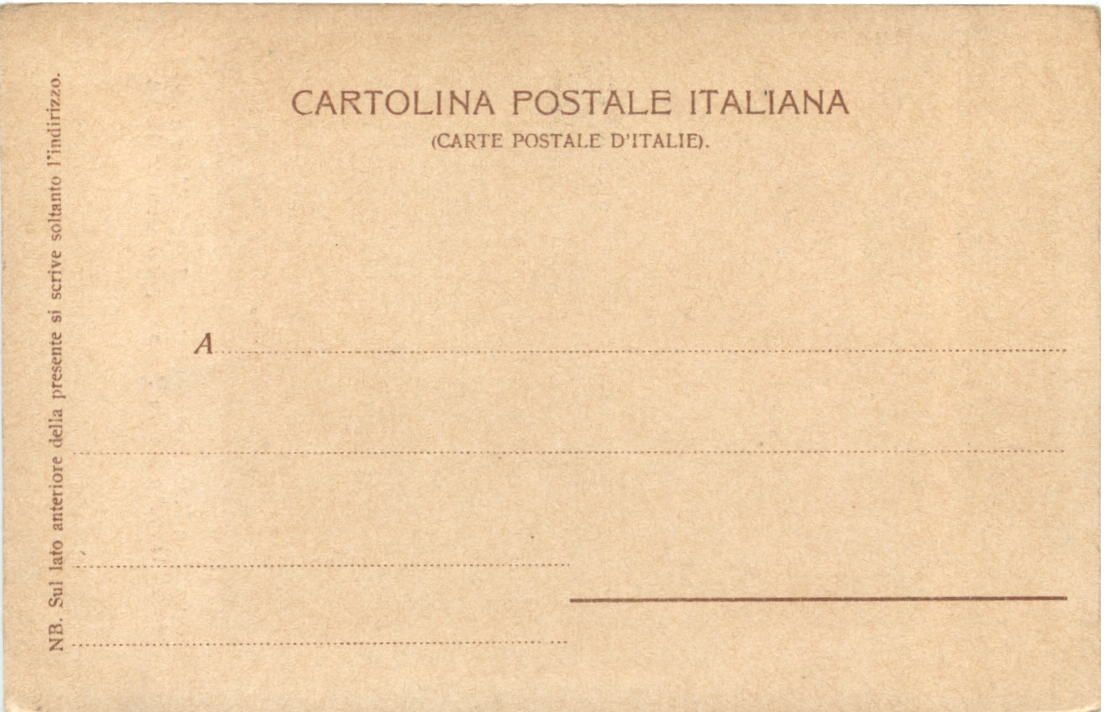 CARTOLINA POSTALE ITALIANA
(CARTE POSTALE D'ITALIE).
A
NB. Sul lato anteriore della presente si scrive soltanto l'indirizzo.